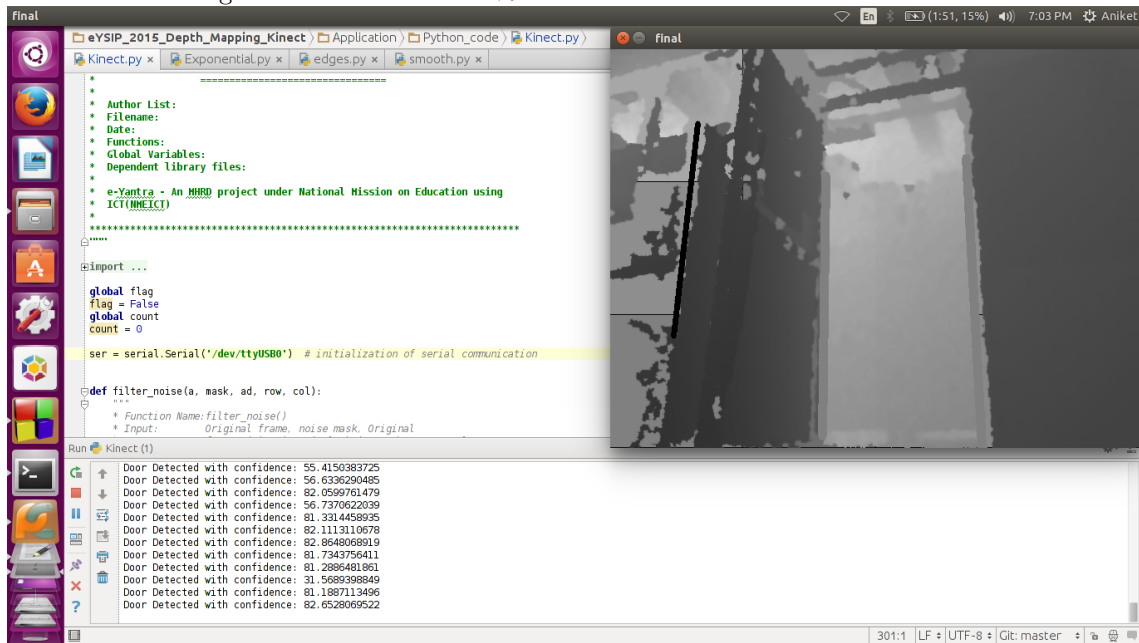 final
En
(1:51, 15%)
7:03 PM
Aniket
eYSIP_2015_Depth_Mapping_Kinect
Application
Python_code
Kinect.py
final
Kinect.py ×
Exponential.py ×
edges.py ×
smooth.py ×
* ================================
*
* Author List:
* Filename:
* Date:
* Functions:
* Global Variables:
* Dependent library files:
*
* e-Yantra - An MHRD project under National Mission on Education using
* ICT(NMEICT)
*
**************************************************************************
"""
import ...
global flag
flag = False
global count
count = 0
ser = serial.Serial('/dev/ttyUSB0') # initialization of serial communication
def filter_noise(a, mask, ad, row, col):
"""
* Function Name:filter_noise()
* Input: Original frame, noise mask, Original
Run Kinect (1)
Door Detected with confidence: 55.4150383725
Door Detected with confidence: 56.6336290485
Door Detected with confidence: 82.0599761479
Door Detected with confidence: 56.7370622039
Door Detected with confidence: 81.3314458935
Door Detected with confidence: 82.1113110678
Door Detected with confidence: 82.8648068919
Door Detected with confidence: 81.7343756411
Door Detected with confidence: 81.2886481861
Door Detected with confidence: 31.5689398849
Door Detected with confidence: 81.1887113496
Door Detected with confidence: 82.6528069522
301:1 LF UTF-8 Git: master